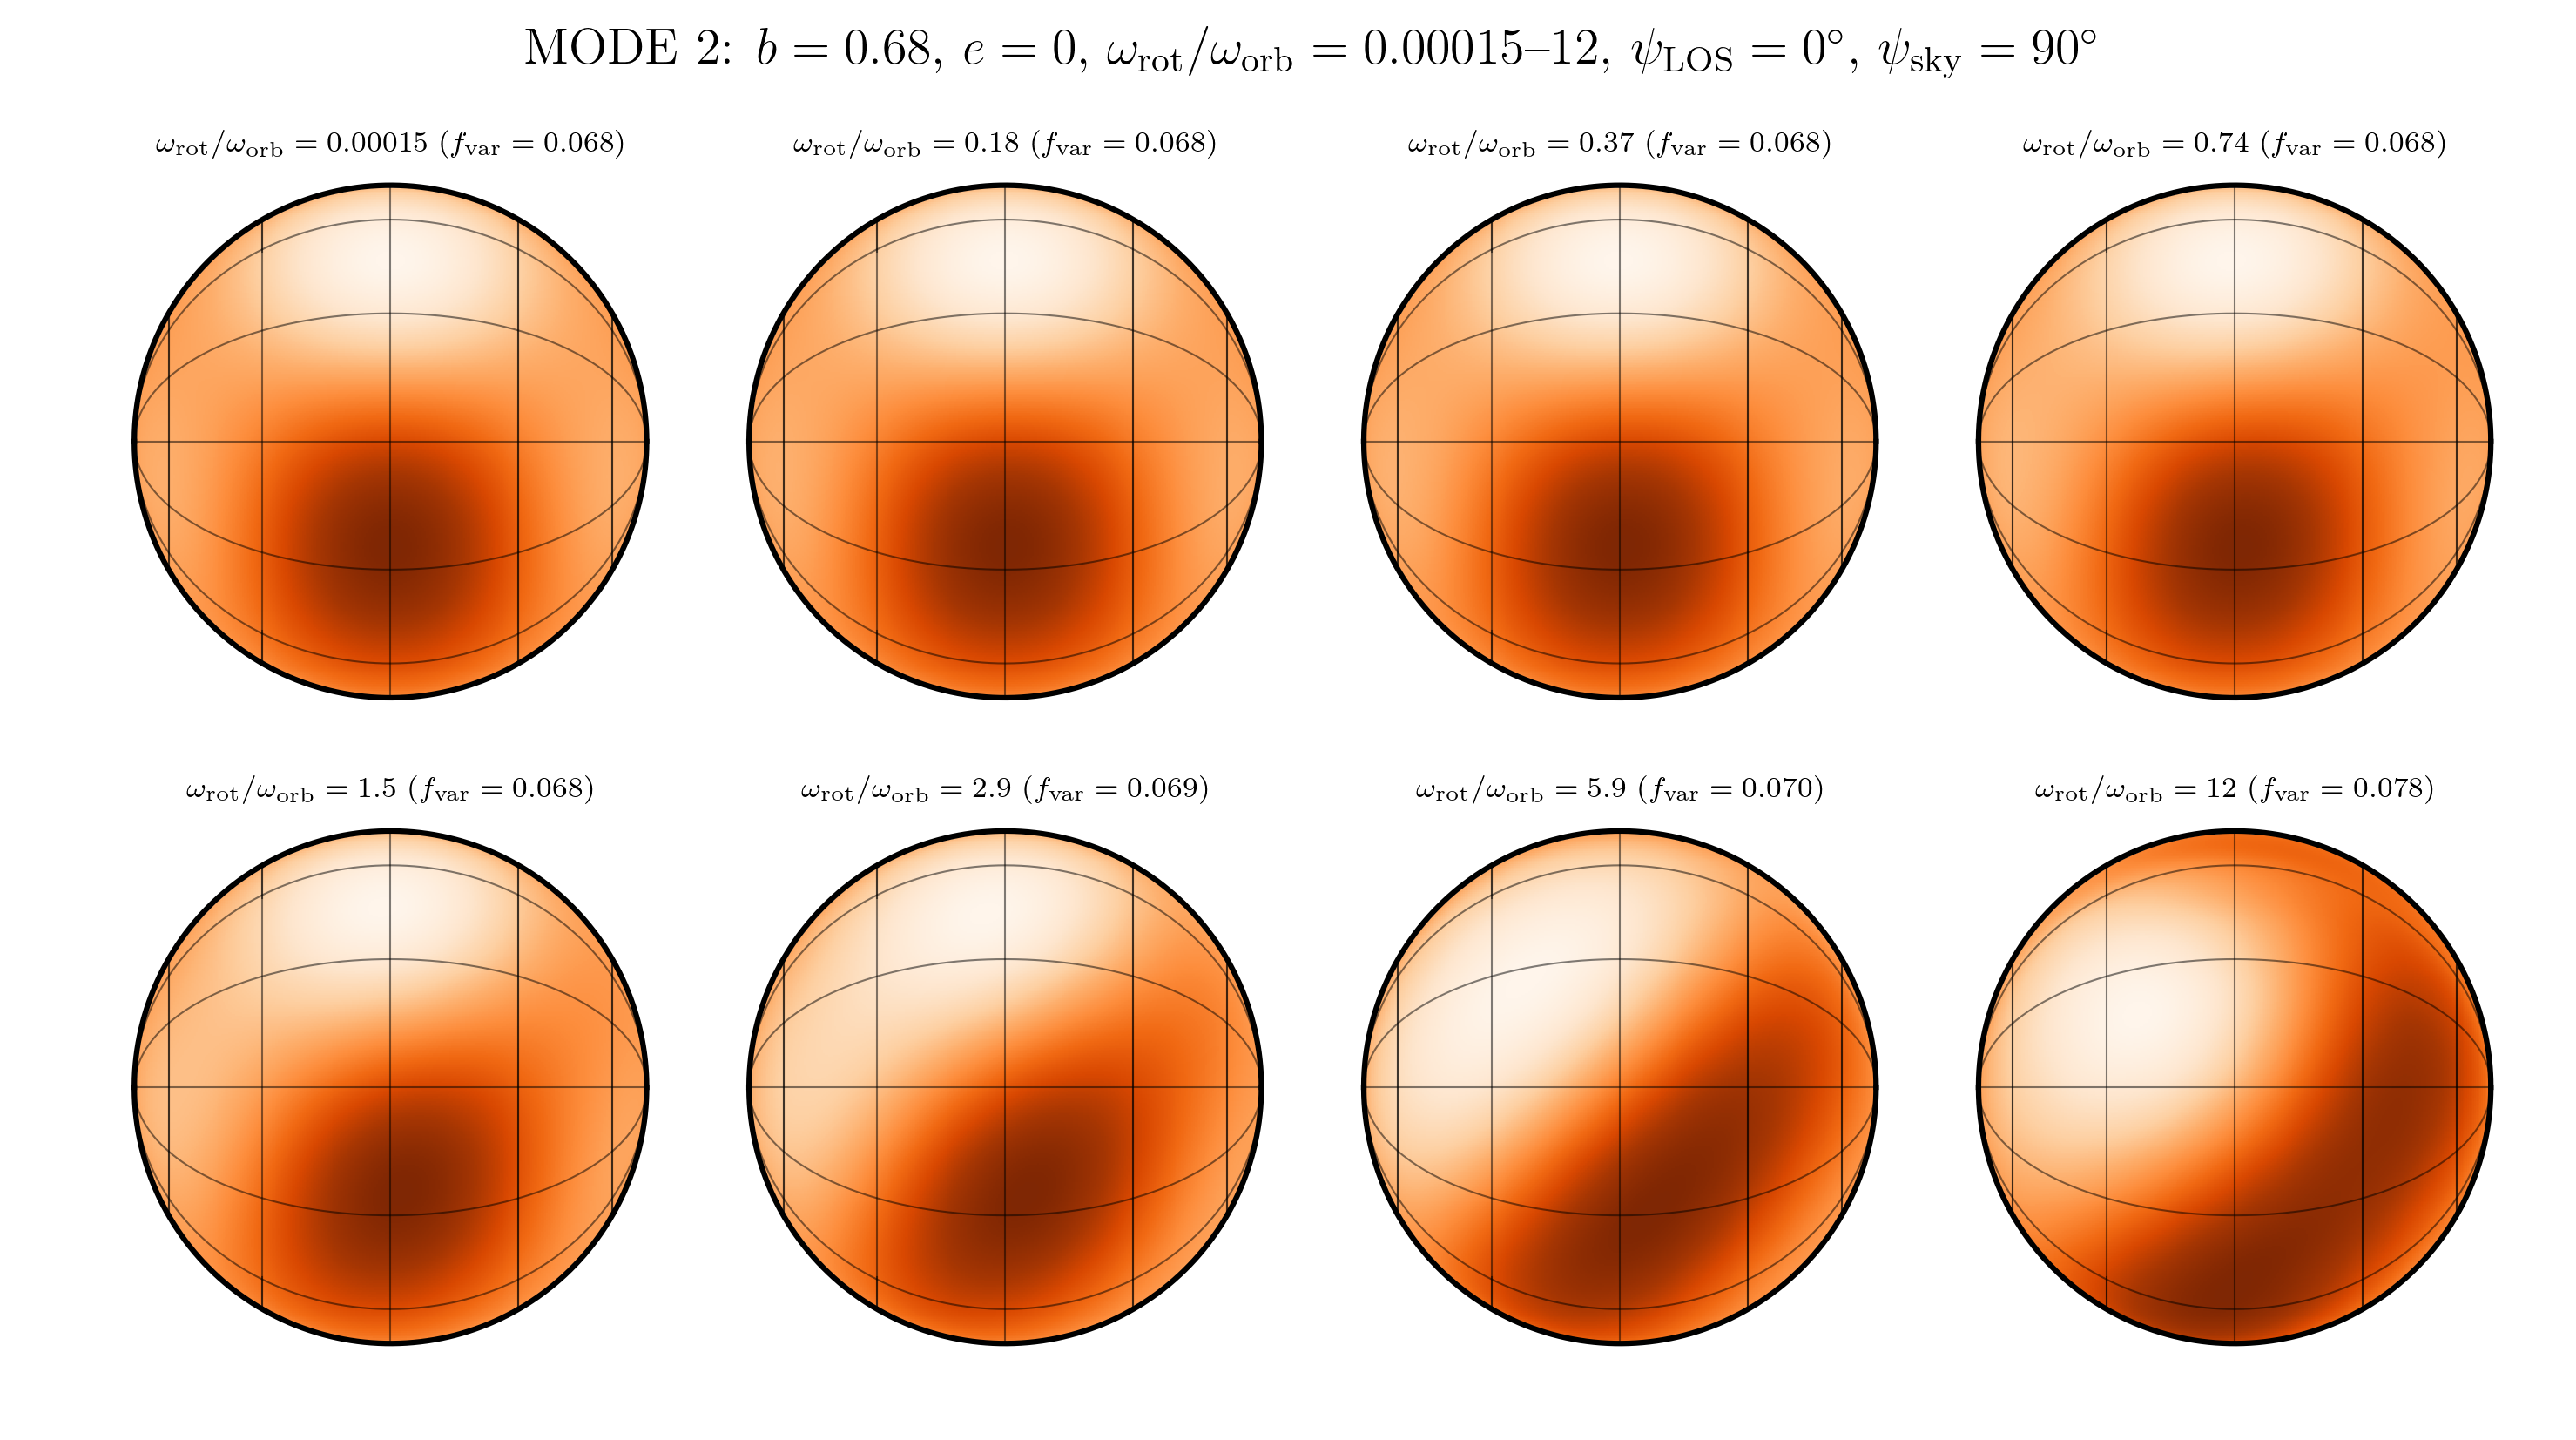 MODE 2: b = 0.68, e = 0, ω_rot/ω_orb = 0.00015–12, ψ_LOS = 0°, ψ_sky = 90°
ω_rot/ω_orb = 0.00015 (f_var = 0.068)
ω_rot/ω_orb = 0.18 (f_var = 0.068)
ω_rot/ω_orb = 0.37 (f_var = 0.068)
ω_rot/ω_orb = 0.74 (f_var = 0.068)
ω_rot/ω_orb = 1.5 (f_var = 0.068)
ω_rot/ω_orb = 2.9 (f_var = 0.069)
ω_rot/ω_orb = 5.9 (f_var = 0.070)
ω_rot/ω_orb = 12 (f_var = 0.078)